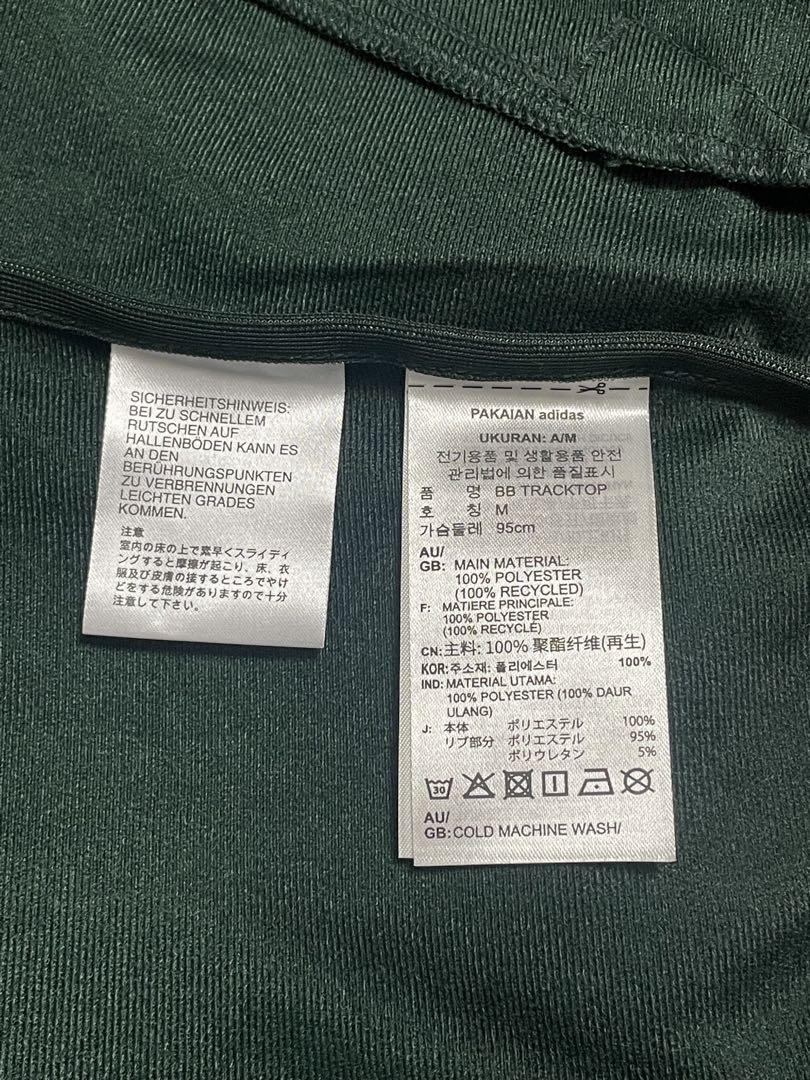 SICHERHEITSHINWEIS:
BEI ZU SCHNELLEM
RUTSCHEN AUF
HALLENBÖDEN KANN ES
AN DEN
BERÜHRUNGSPUNKTEN
ZU VERBRENNUNGEN
LEICHTEN GRADES
KOMMEN.
注意
室内の床の上で素早くスライディ
ングすると摩擦が起こり、床、衣
服及び皮膚の接するところでやけ
どをする危険がありますので十分
注意して下さい。
PAKAIAN adidas
UKURAN: A/M
전기용품 및 생활용품 안전
관리법에 의한 품질표시
품 명 BB TRACKTOP
호 칭 M
가슴둘레 95cm
AU/
GB: MAIN MATERIAL:
100% POLYESTER
(100% RECYCLED)
F: MATIERE PRINCIPALE:
100% POLYESTER
(100% RECYCLÉ)
CN:主料: 100% 聚酯纤维(再生)
KOR:주소재: 폴리에스터 100%
IND: MATERIAL UTAMA:
100% POLYESTER (100% DAUR
ULANG)
J: 本体 ポリエステル 100%
リブ部分 ポリエステル 95%
ポリウレタン 5%
30
AU/
GB:COLD MACHINE WASH/